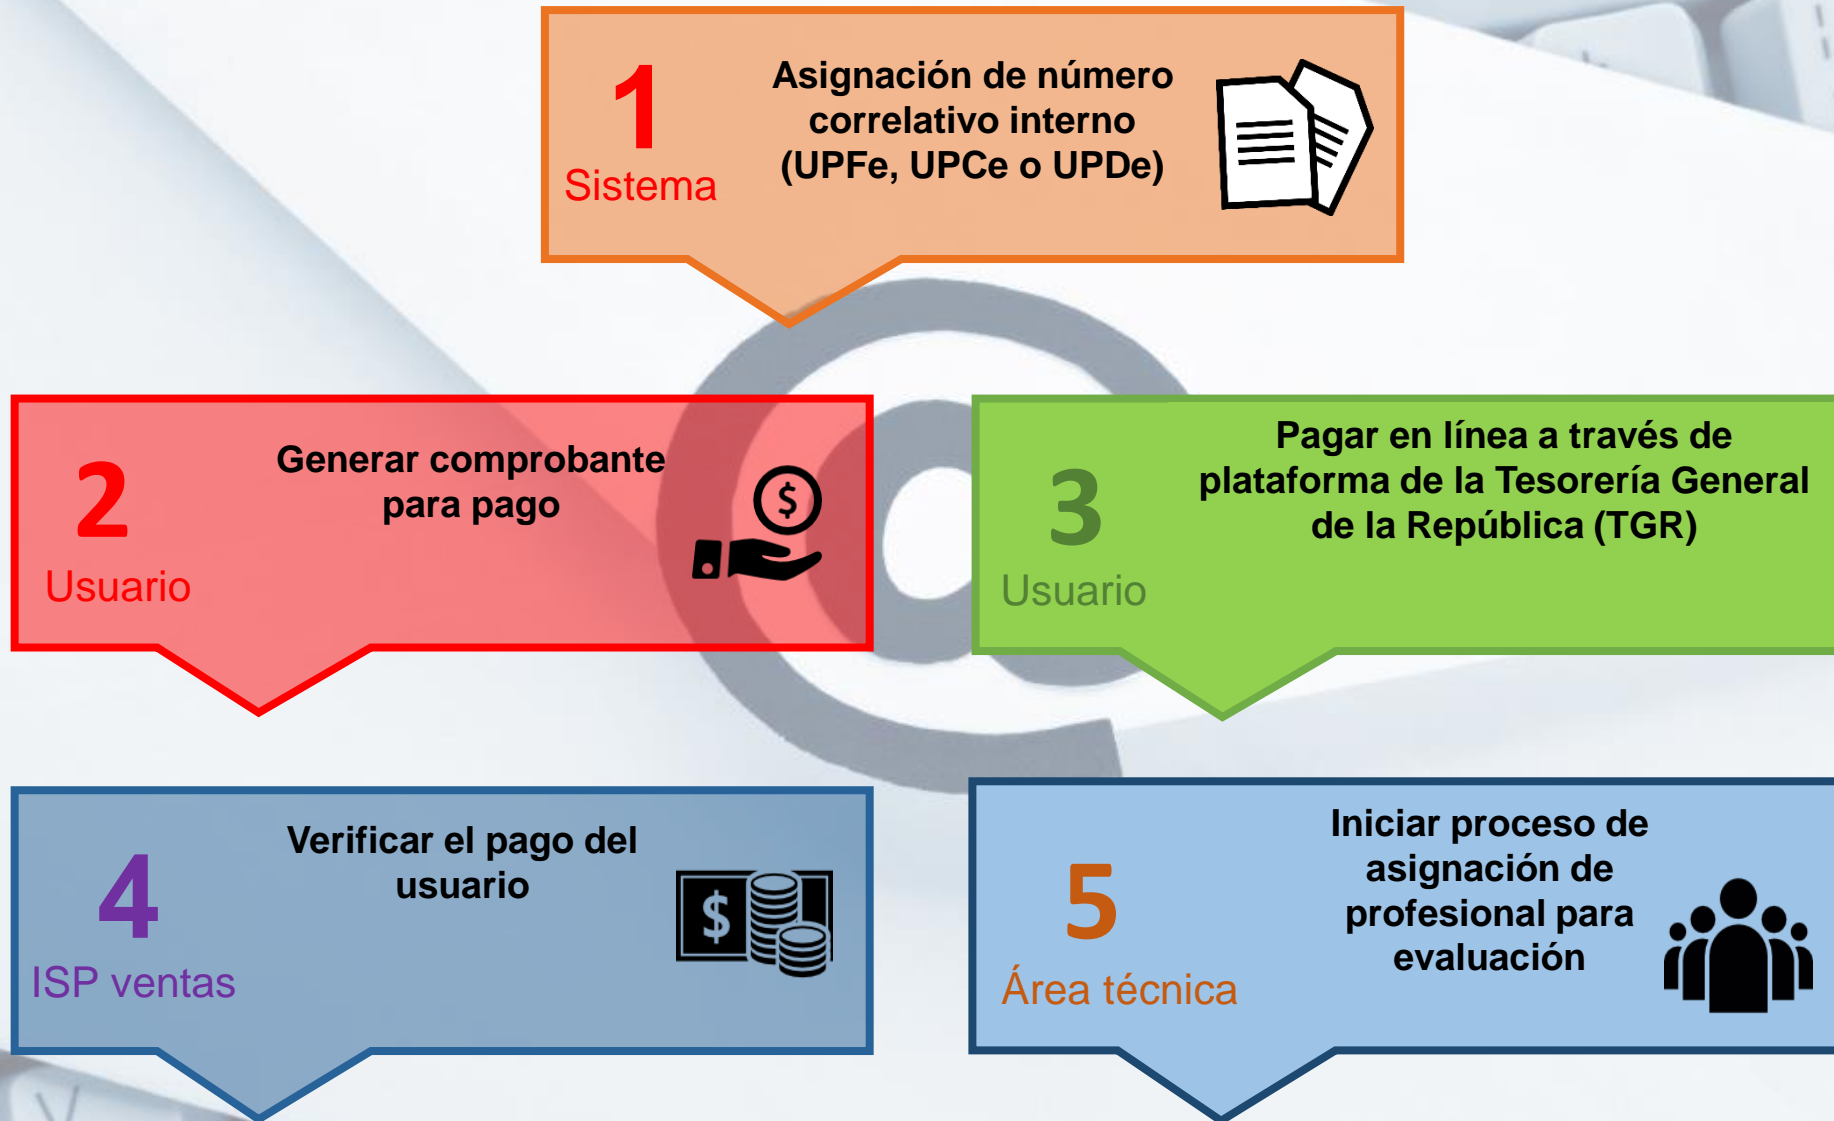 1
Sistema
Asignación de número
correlativo interno
(UPFe, UPCe o UPDe)
2
Usuario
Generar comprobante
para pago
$
3
Usuario
Pagar en línea a través de
plataforma de la Tesorería General
de la República (TGR)
4
ISP ventas
Verificar el pago del
usuario
$
5
Área técnica
Iniciar proceso de
asignación de
profesional para
evaluación